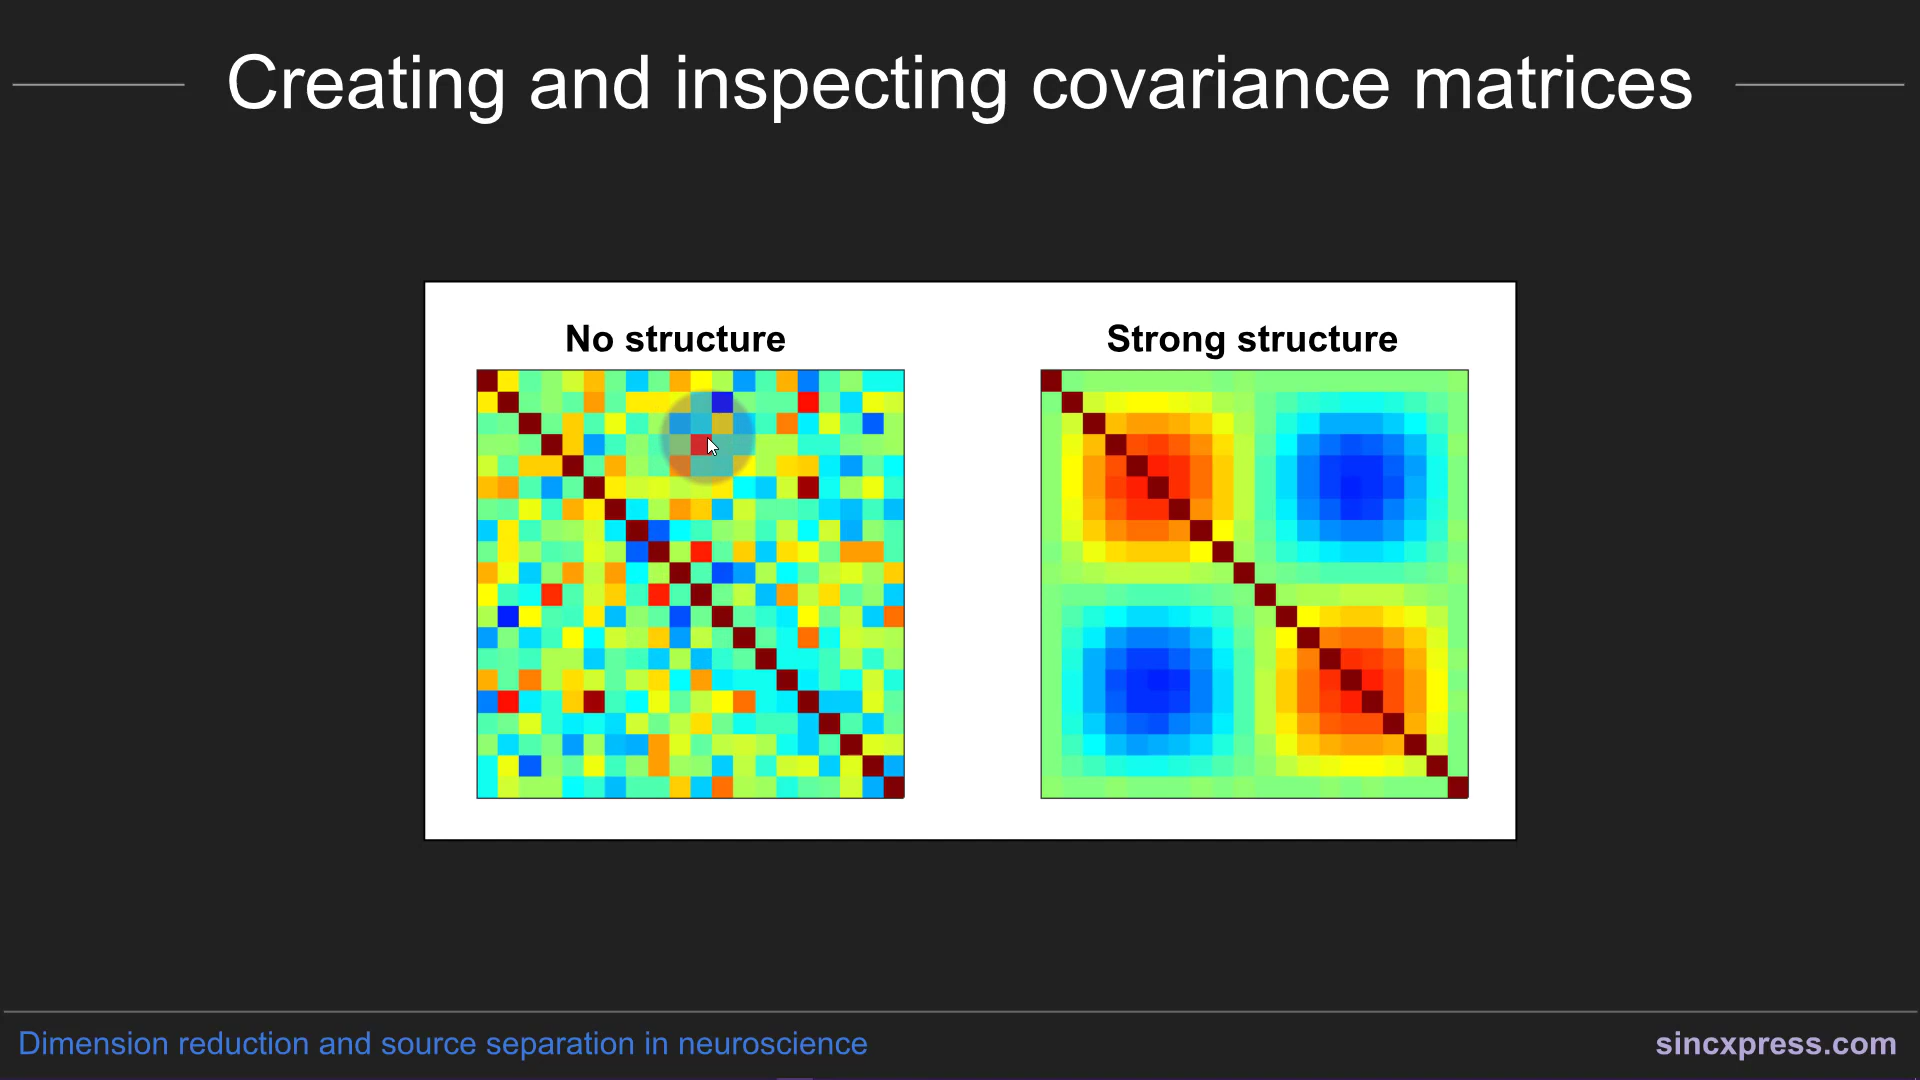 Creating and inspecting covariance matrices
No structure
Strong structure
Dimension reduction and source separation in neuroscience
sincxpress.com